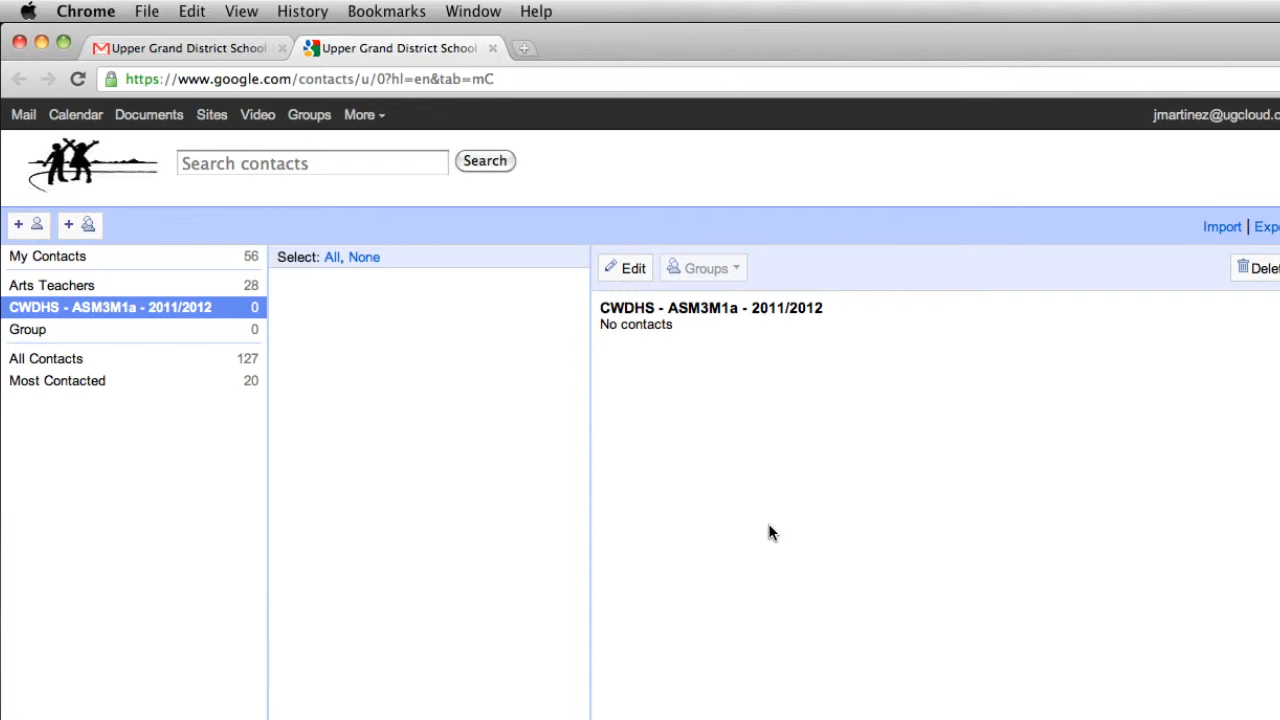 Chrome File Edit View History Bookmarks Window Help
Upper Grand District School Upper Grand District School
https://www.google.com/contacts/u/0?hl=en&tab=mC
Mail Calendar Documents Sites Video Groups More jmartinez@ugcloud.c
Search contacts Search
+ +
Import | Expo
My Contacts 56
Select: All, None
Edit Groups Delet
Arts Teachers 28
CWDHS - ASM3M1a - 2011/2012 0
CWDHS - ASM3M1a - 2011/2012
No contacts
Group 0
All Contacts 127
Most Contacted 20